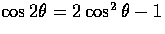 cos 2θ = 2 cos² θ − 1